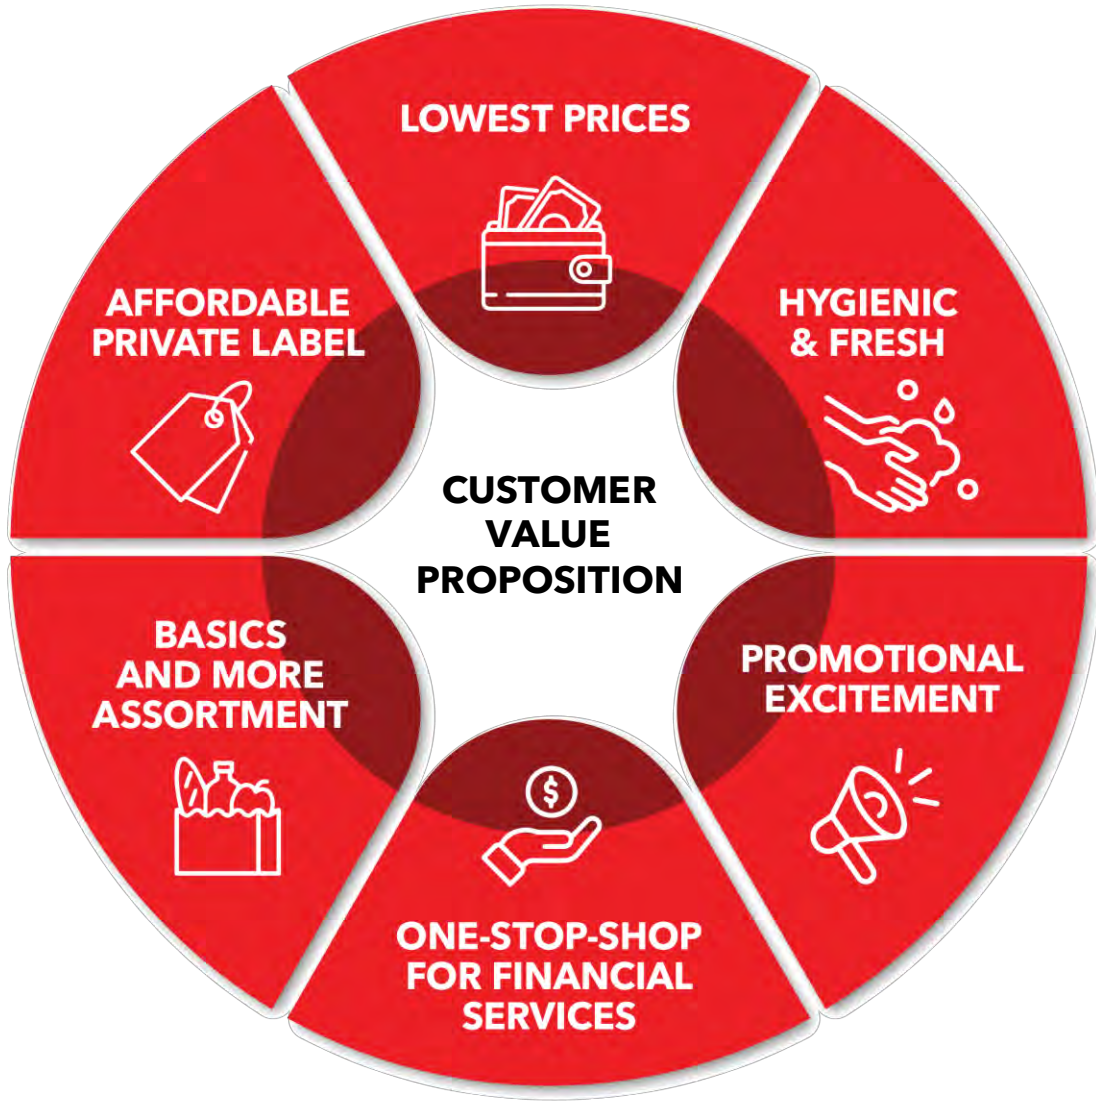 LOWEST PRICES
HYGIENIC
& FRESH
PROMOTIONAL
EXCITEMENT
ONE-STOP-SHOP
FOR FINANCIAL
SERVICES
$
BASICS
AND MORE
ASSORTMENT
AFFORDABLE
PRIVATE LABEL
CUSTOMER
VALUE
PROPOSITION